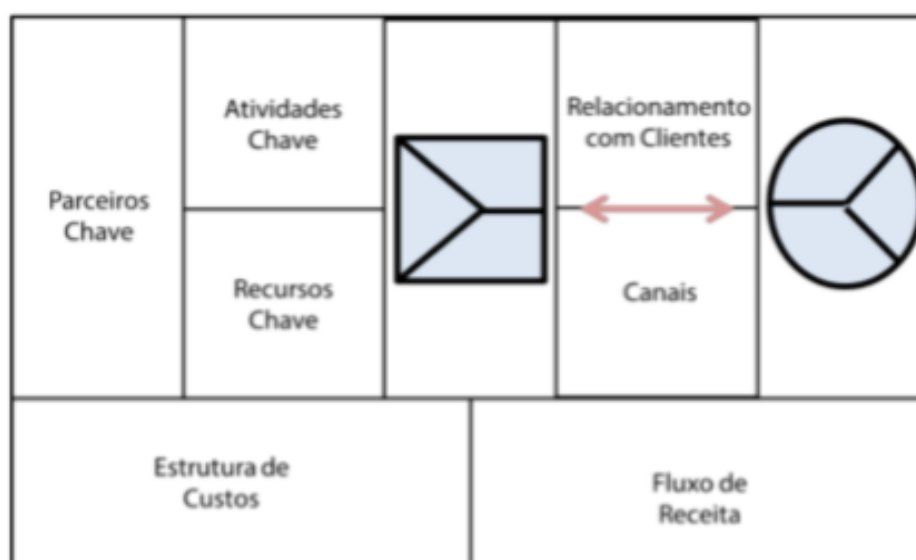 Parceiros
Chave
Atividades
Chave
Recursos
Chave
Relacionamento
com Clientes
Canais
Estrutura de
Custos
Fluxo de
Receita